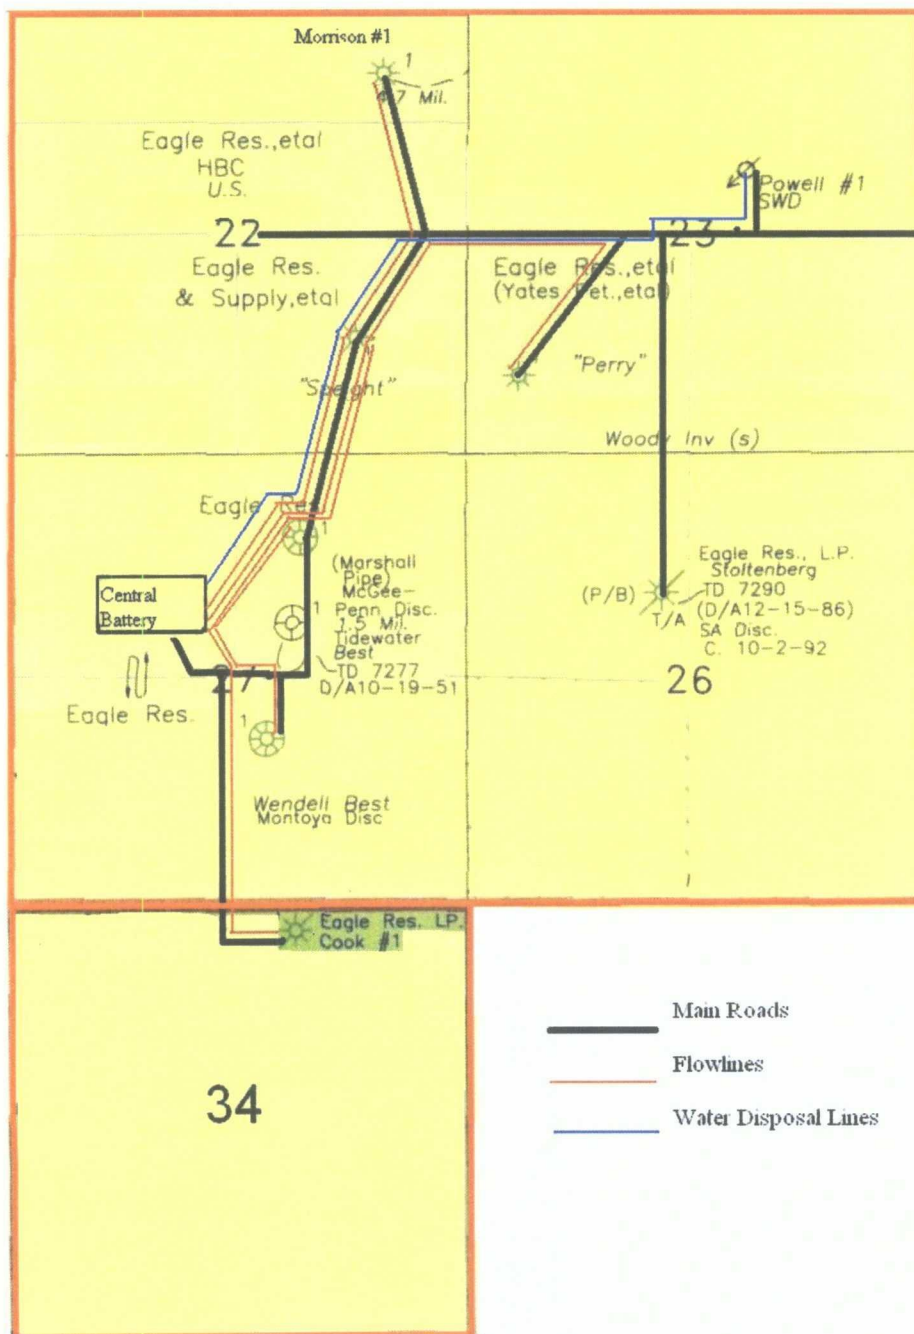 Morrison #1
1
4.7 Mil.
Eagle Res.,etal
HBC
U.S.
Powell #1
SWD
22
23
Eagle Res.
& Supply,etal
Eagle Res.,etal
(Yates Pet.,etal)
"Speight"
"Perry"
Woody Inv (s)
Eagle Res.
1
Central
Battery
(Marshall
Pipe)
McGee-
Penn Disc.
1.5 Mil.
Tidewater
Best
TD 7277
D/A10-19-51
1
Eagle Res., L.P.
Stoltenberg
TD 7290
(D/A12-15-86)
SA Disc.
C. 10-2-92
(P/B)
T/A
27
26
Eagle Res.
1
Wendell Best
Montoya Disc
Eagle Res. LP.
Cook #1
34
Main Roads
Flowlines
Water Disposal Lines